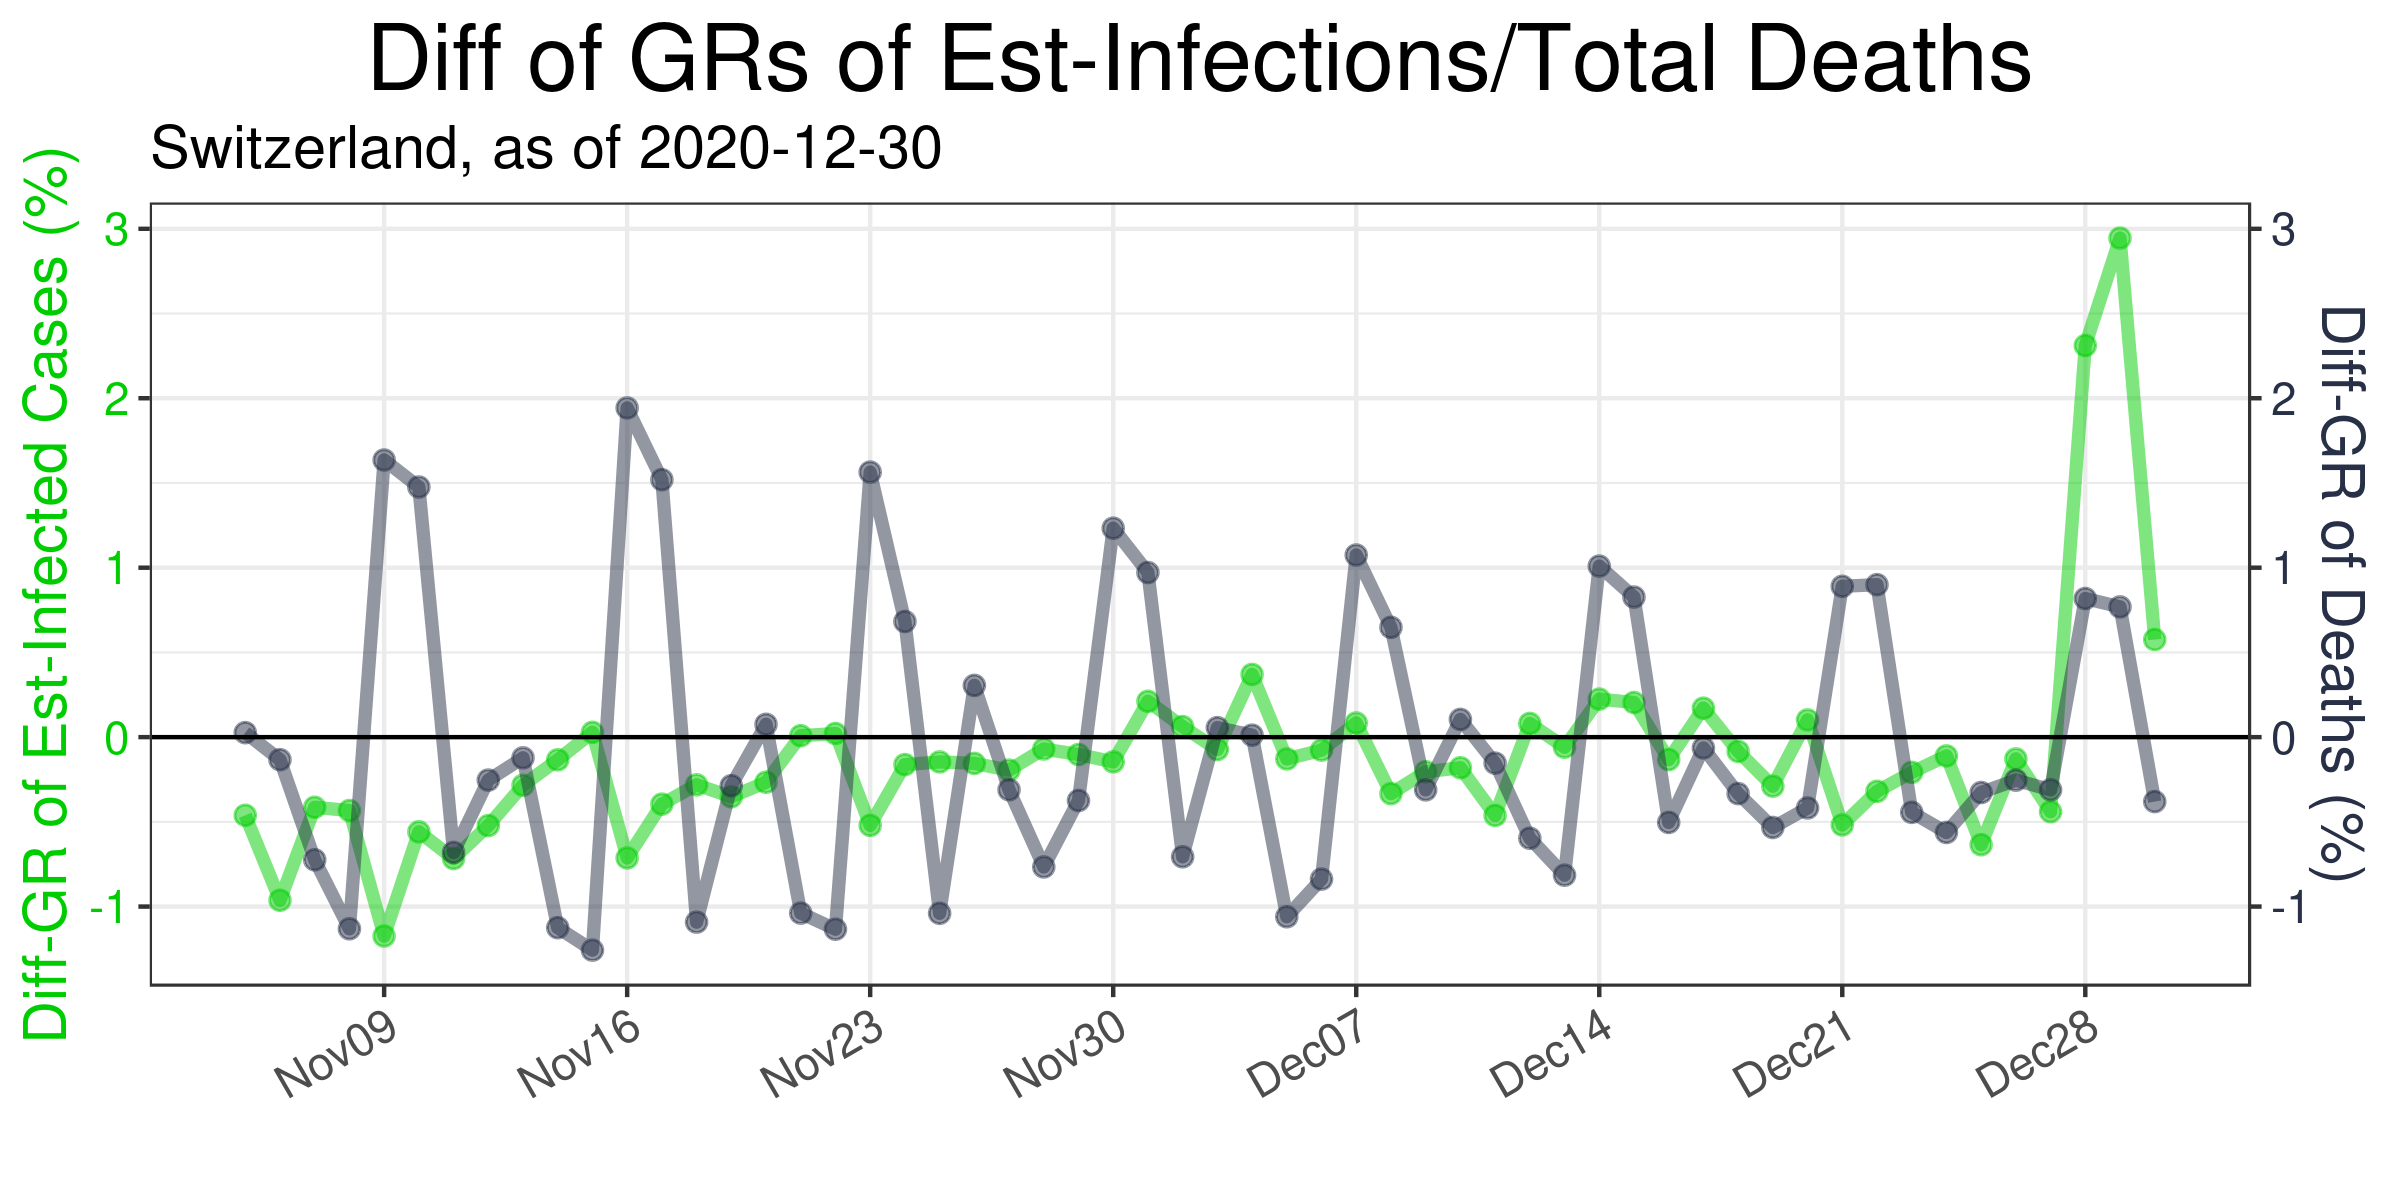 Diff of GRs of Est-Infections/Total Deaths
Switzerland, as of 2020-12-30
Diff-GR of Est-Infected Cases (%)
3
2
1
0
-1
3
2
1
0
-1
Diff-GR of Deaths (%)
Nov09
Nov16
Nov23
Nov30
Dec07
Dec14
Dec21
Dec28